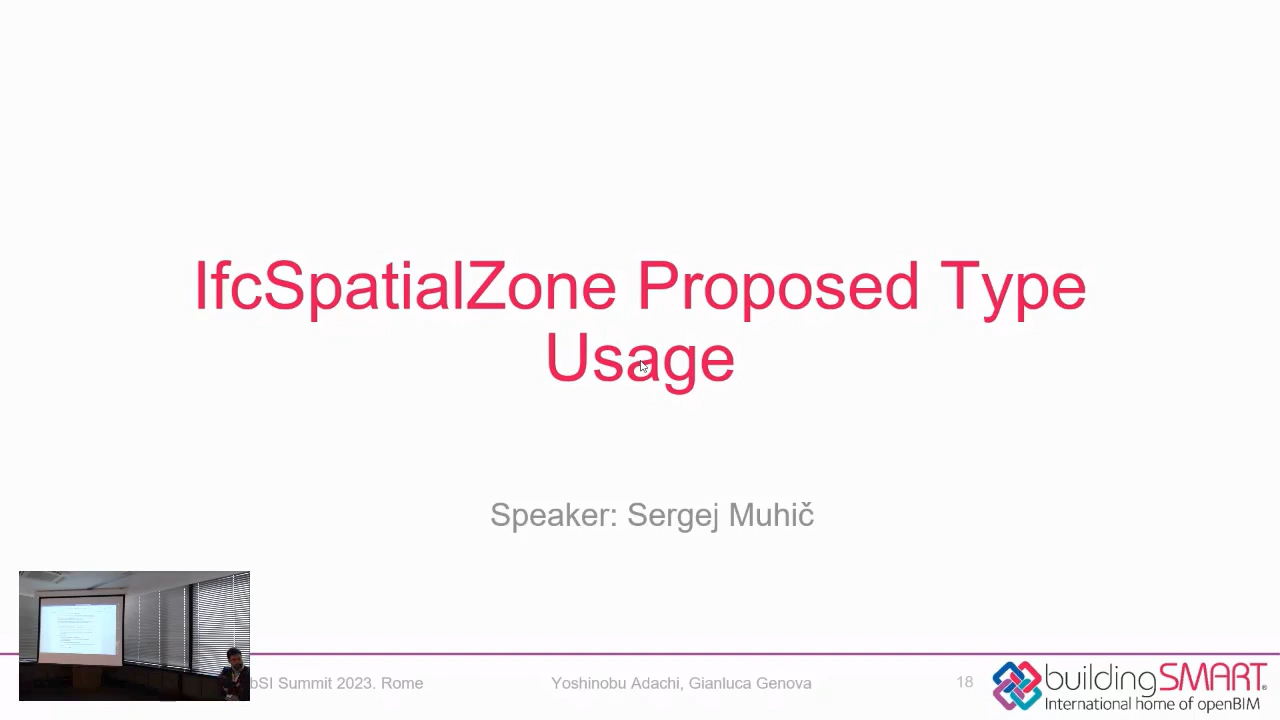 IfcSpatialZone Proposed Type
Usage
Speaker: Sergej Muhič
bSI Summit 2023. Rome
Yoshinobu Adachi, Gianluca Genova
18
buildingSMART®
International home of openBIM